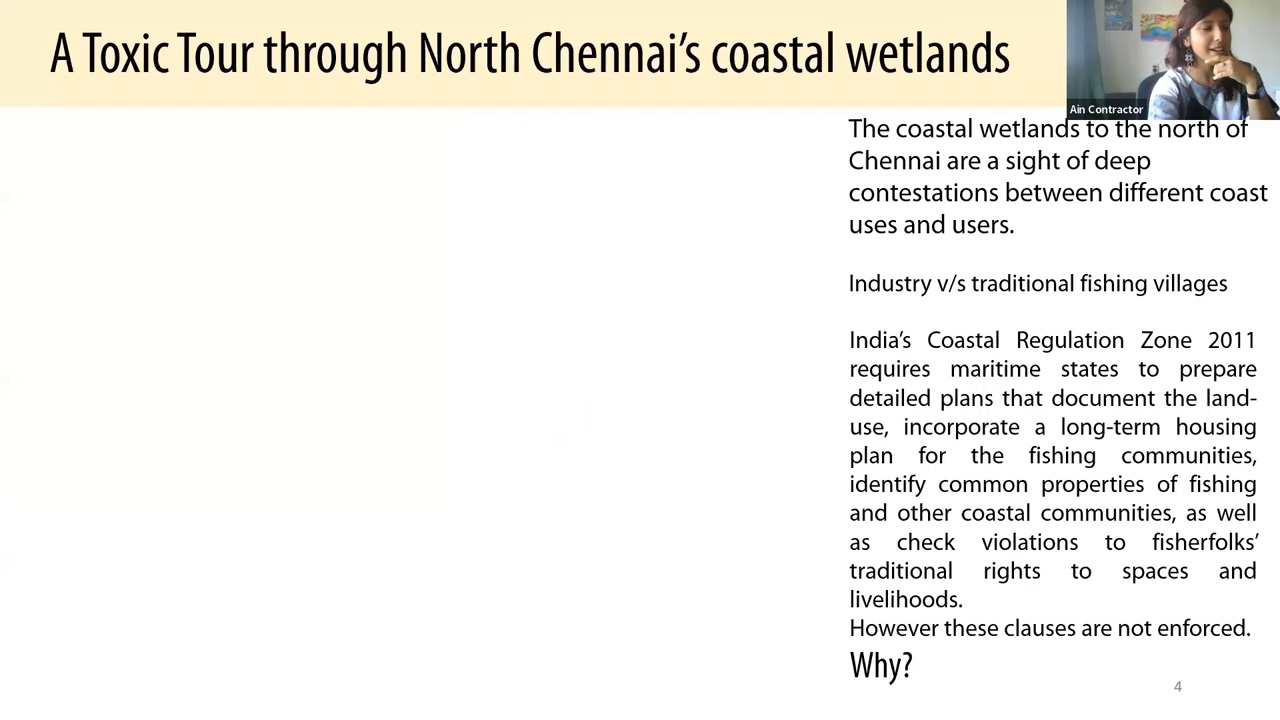 A Toxic Tour through North Chennai's coastal wetlands
Ain Contractor
The coastal wetlands to the north of
Chennai are a sight of deep
contestations between different coast
uses and users.
Industry v/s traditional fishing villages
India's Coastal Regulation Zone 2011
requires maritime states to prepare
detailed plans that document the land-
use, incorporate a long-term housing
plan for the fishing communities,
identify common properties of fishing
and other coastal communities, as well
as check violations to fisherfolks'
traditional rights to spaces and
livelihoods.
However these clauses are not enforced.
Why?
4